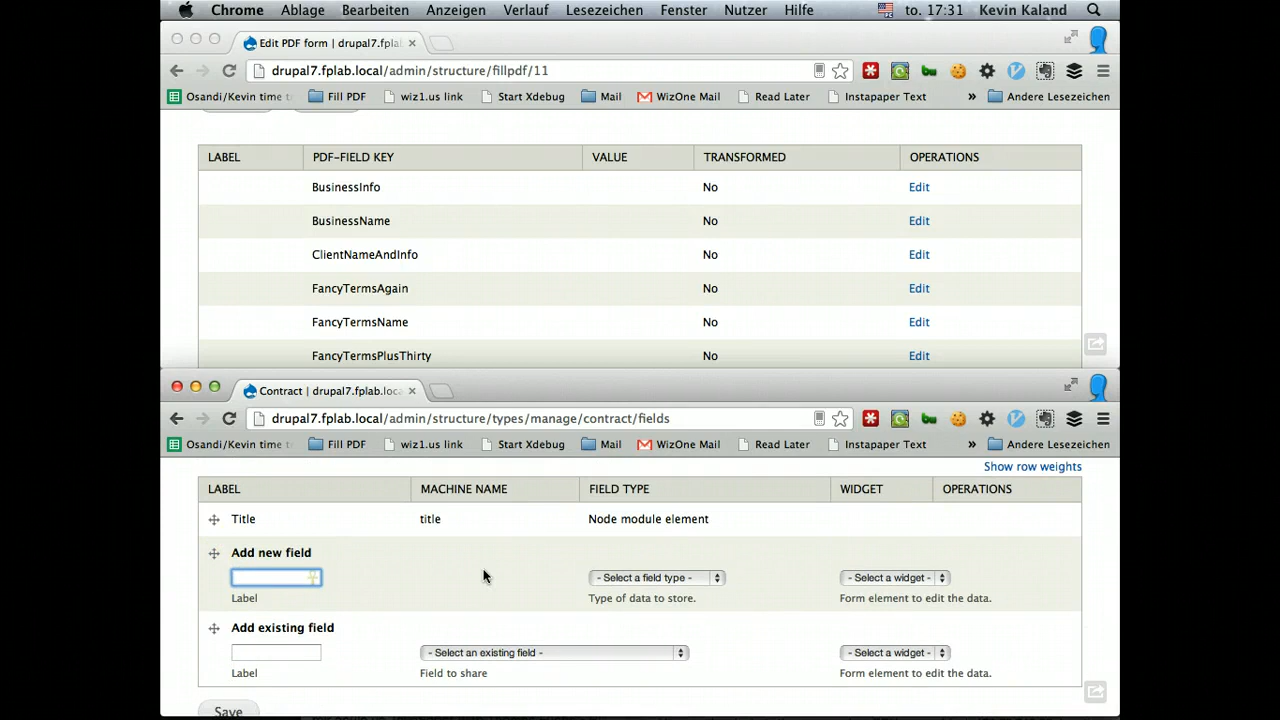 Chrome Ablage Bearbeiten Anzeigen Verlauf Lesezeichen Fenster Nutzer Hilfe to. 17:31 Kevin Kaland
Edit PDF form | drupal7.fpla
drupal7.fplab.local/admin/structure/fillpdf/11
Osandi/Kevin time t Fill PDF wiz1.us link Start Xdebug Mail WizOne Mail Read Later Instapaper Text » Andere Lesezeichen
LABEL PDF-FIELD KEY VALUE TRANSFORMED OPERATIONS
BusinessInfo No Edit
BusinessName No Edit
ClientNameAndInfo No Edit
FancyTermsAgain No Edit
FancyTermsName No Edit
FancyTermsPlusThirty No Edit
Contract | drupal7.fplab.loca
drupal7.fplab.local/admin/structure/types/manage/contract/fields
Osandi/Kevin time t Fill PDF wiz1.us link Start Xdebug Mail WizOne Mail Read Later Instapaper Text » Andere Lesezeichen
Show row weights
LABEL MACHINE NAME FIELD TYPE WIDGET OPERATIONS
Title title Node module element
Add new field
- Select a field type - - Select a widget -
Label Type of data to store. Form element to edit the data.
Add existing field
- Select an existing field - - Select a widget -
Label Field to share Form element to edit the data.
Save